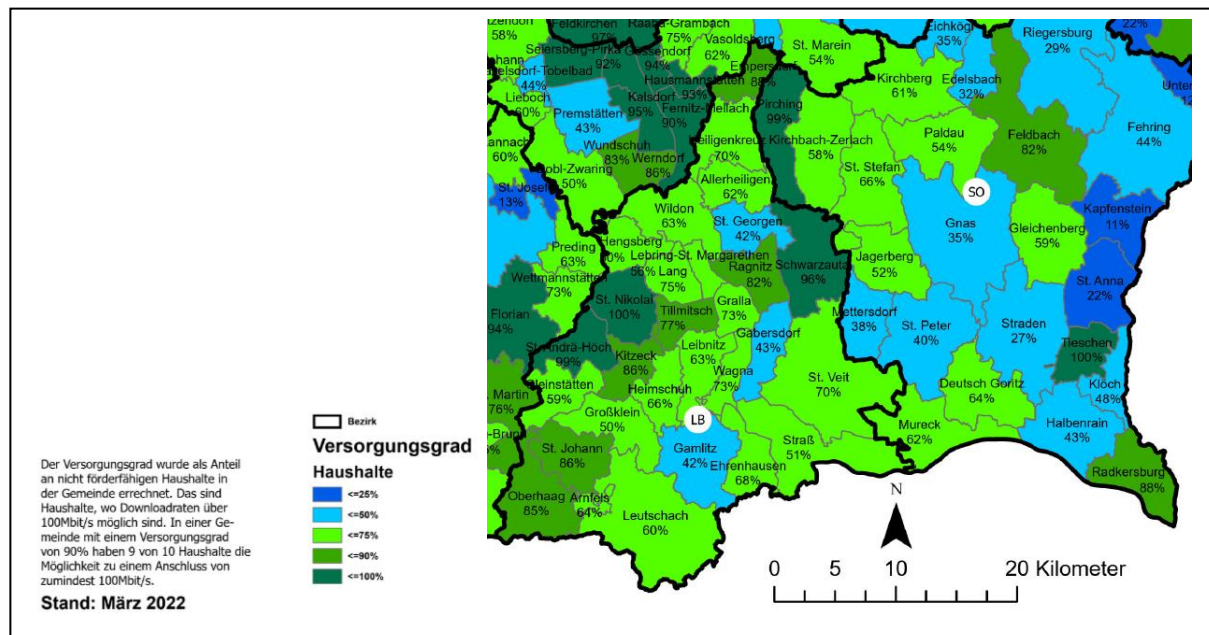 Feldkirchen
97%
Raaba-Grambach
75%
58%
Vasoldsberg
62%
Seiersberg-Pirka
92%
Gössendorf
94%
St. Marein
54%
Eichkögl
35%
Riegersburg
29%
22%
44%
Hausmannstätten
93%
88%
Kirchberg
61%
Edelsbach
32%
Lieboch
60%
Premstätten
43%
Kalsdorf
95%
Fernitz-Mellach
90%
Pirching
99%
Paldau
54%
Feldbach
82%
Fehring
44%
60%
Wundschuh
83%
Werndorf
86%
Heiligenkreuz
70%
Kirchbach-Zerlach
58%
St. Stefan
66%
50%
Allerheiligen
62%
SO
St. Josef
13%
Wildon
63%
St. Georgen
42%
Gnas
35%
Gleichenberg
59%
Kapfenstein
11%
Preding
63%
Hengsberg
Lebring-St. Margarethen
56%
Lang
75%
Ragnitz
82%
Schwarzautal
96%
Jagerberg
52%
St. Anna
22%
Wettmannstätten
73%
St. Nikolai
100%
Tillmitsch
77%
Gralla
73%
Gabersdorf
43%
Mettersdorf
38%
St. Peter
40%
Straden
27%
Tieschen
100%
Florian
94%
St. Andrä-Höch
99%
Kitzeck
86%
Leibnitz
63%
Wagna
73%
Klöch
48%
Gleinstätten
59%
Heimschuh
66%
St. Veit
70%
Deutsch Goritz
64%
Halbenrain
43%
Martin
76%
Großklein
50%
LB
Mureck
62%
St. Johann
86%
Gamlitz
42%
Ehrenhausen
68%
Straß
51%
Radkersburg
88%
Oberhaag
85%
Arnfels
64%
Leutschach
60%
N
0 5 10 20 Kilometer
Bezirk
Versorgungsgrad
Haushalte
<=25%
<=50%
<=75%
<=90%
<=100%
Der Versorgungsgrad wurde als Anteil
an nicht förderfähigen Haushalte in
der Gemeinde errechnet. Das sind
Haushalte, wo Downloadraten über
100Mbit/s möglich sind. In einer Ge-
meinde mit einem Versorgungsgrad
von 90% haben 9 von 10 Haushalte die
Möglichkeit zu einem Anschluss von
zumindest 100Mbit/s.
Stand: März 2022